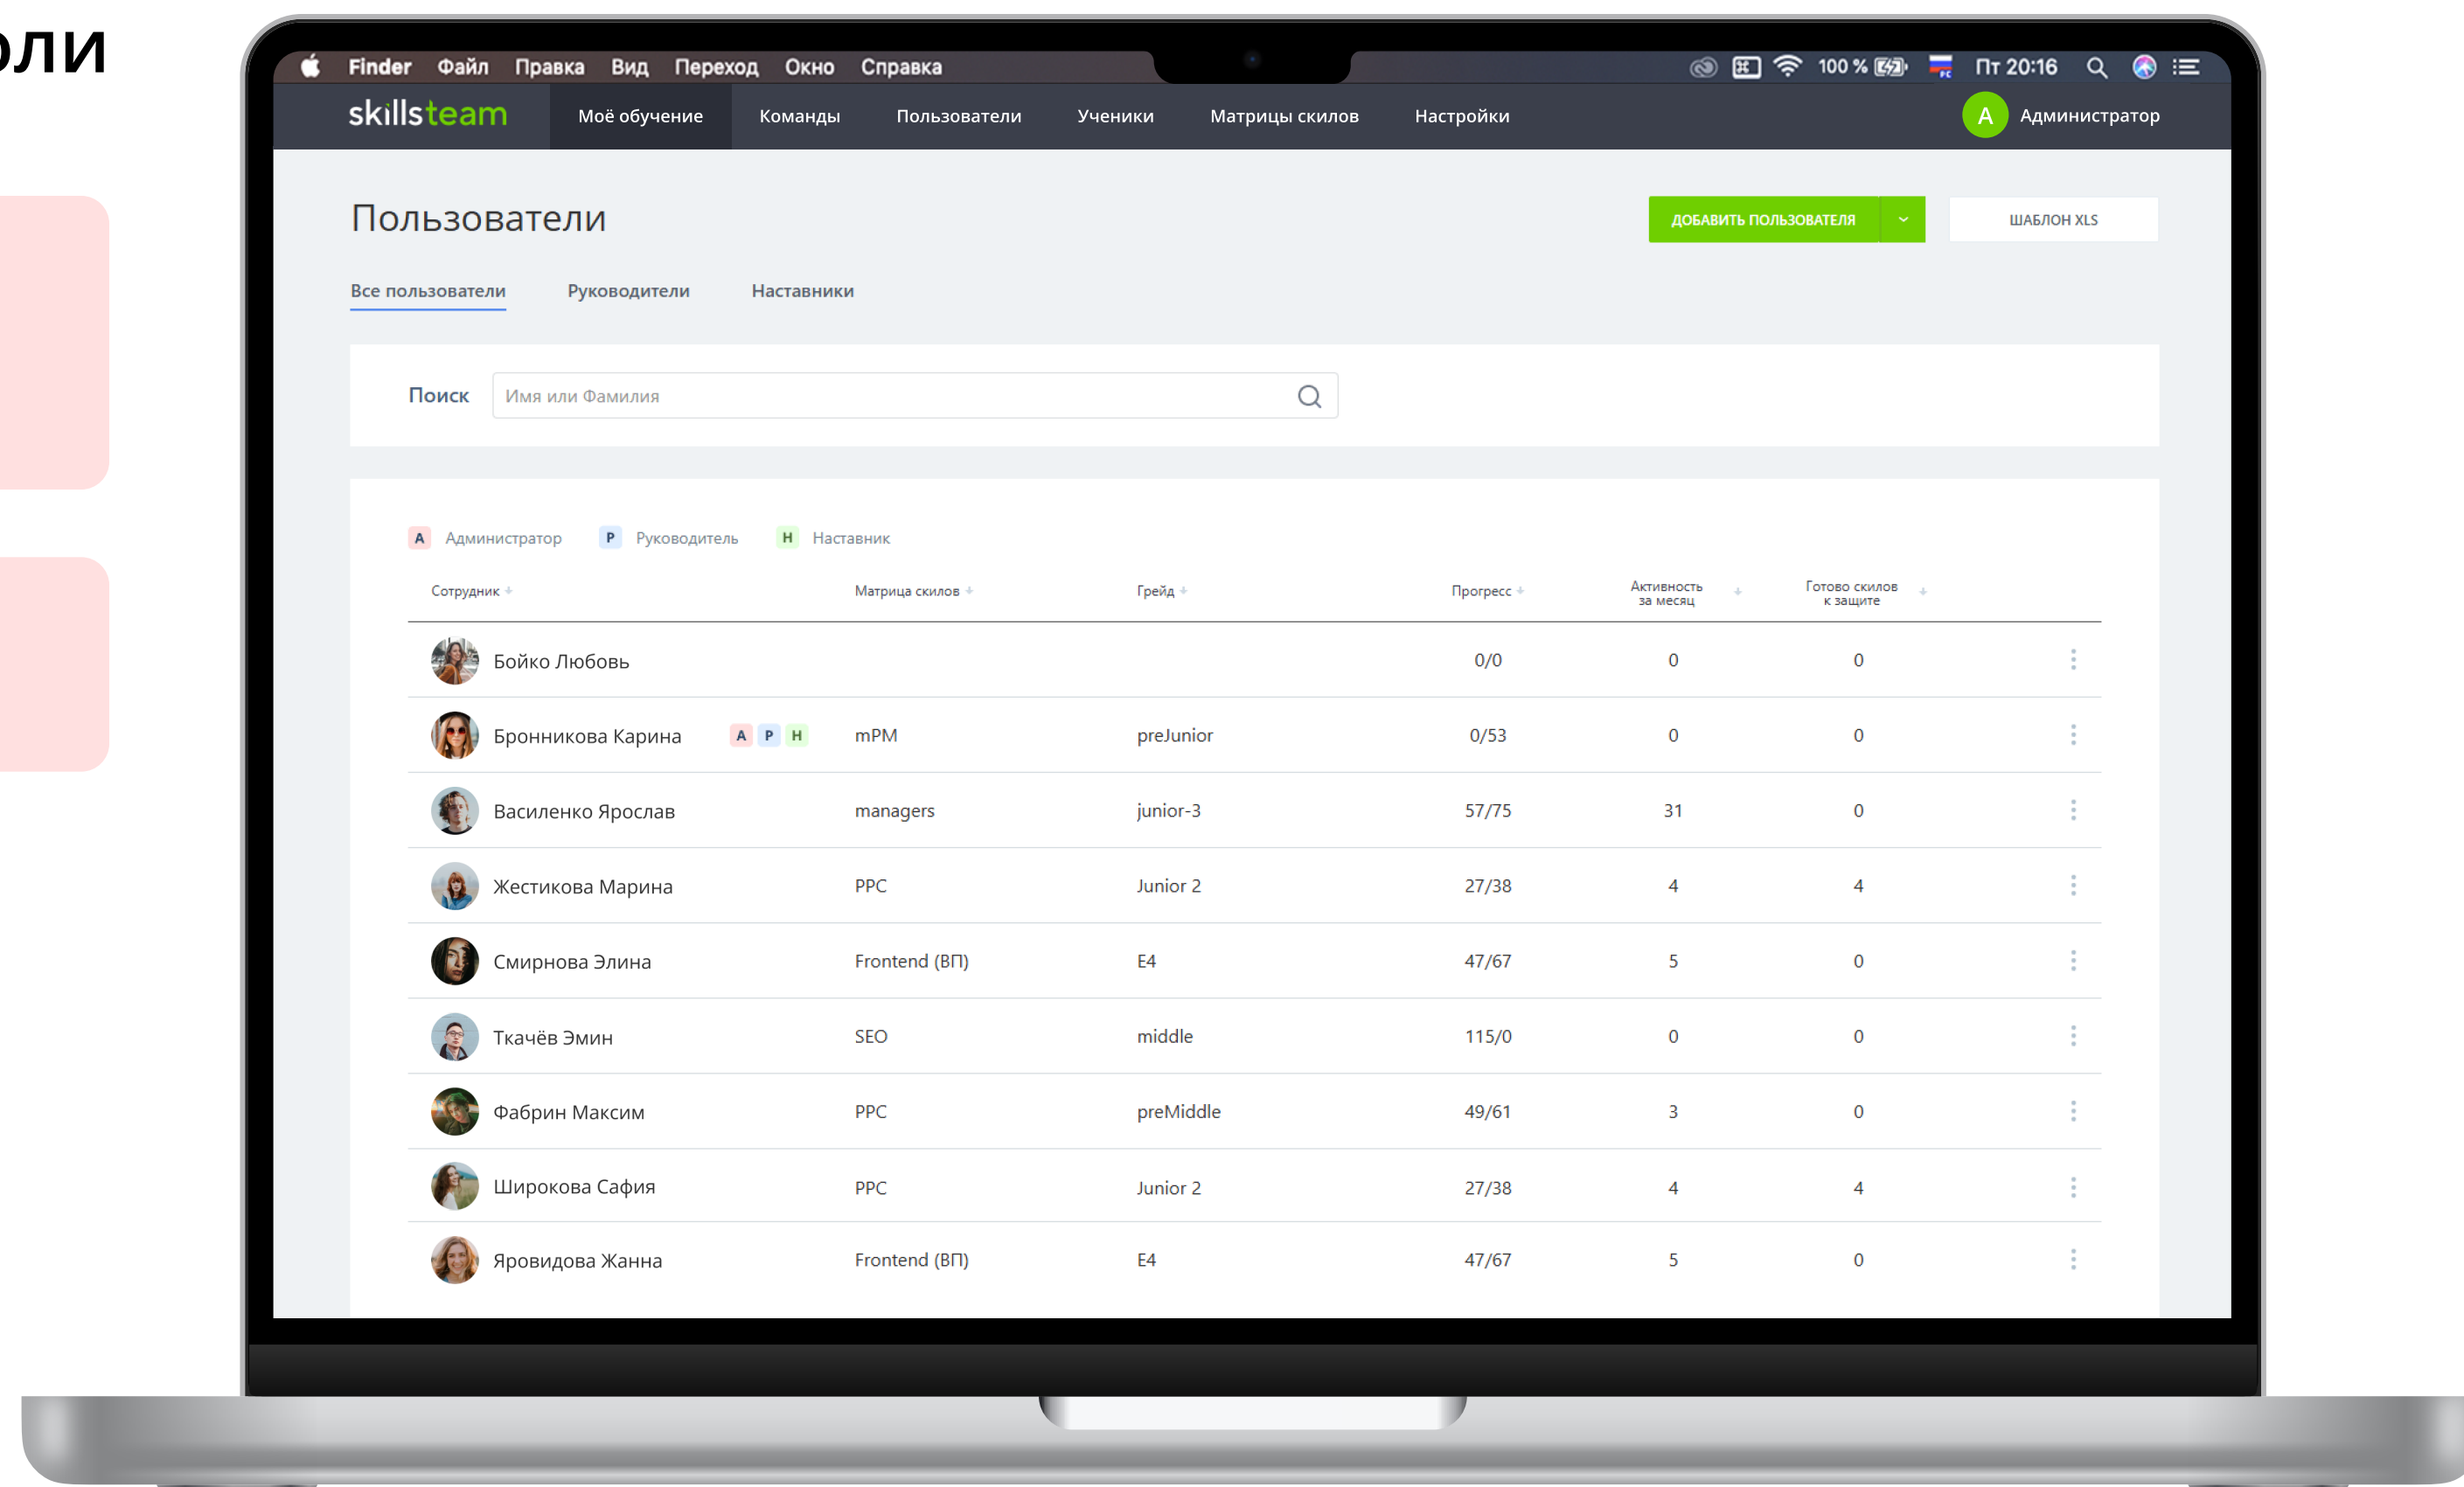 Finder Файл Правка Вид Переход Окно Справка 100 % РС Пт 20:16
skillsteam Моё обучение Команды Пользователи Ученики Матрицы скилов Настройки А Администратор
Пользователи ДОБАВИТЬ ПОЛЬЗОВАТЕЛЯ ШАБЛОН XLS
Все пользователи Руководители Наставники
Поиск Имя или Фамилия
А Администратор Р Руководитель Н Наставник
Сотрудник Матрица скилов Грейд Прогресс Активность за месяц Готово скилов к защите
Бойко Любовь 0/0 0 0
Бронникова Карина А Р Н mPM preJunior 0/53 0 0
Василенко Ярослав managers junior-3 57/75 31 0
Жестикова Марина PPC Junior 2 27/38 4 4
Смирнова Элина Frontend (ВП) E4 47/67 5 0
Ткачёв Эмин SEO middle 115/0 0 0
Фабрин Максим PPC preMiddle 49/61 3 0
Широкова Сафия PPC Junior 2 27/38 4 4
Яровидова Жанна Frontend (ВП) E4 47/67 5 0